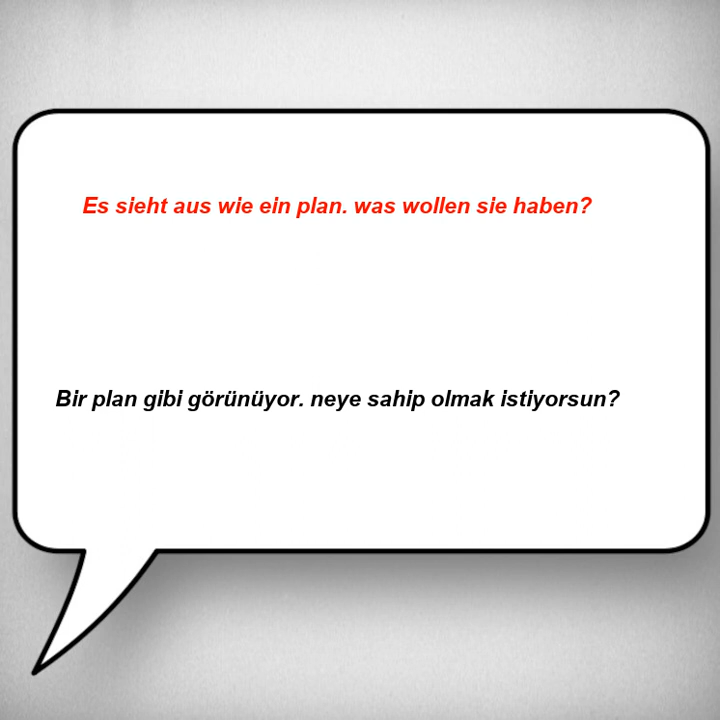 Es sieht aus wie ein plan. was wollen sie haben?
Bir plan gibi görünüyor. neye sahip olmak istiyorsun?